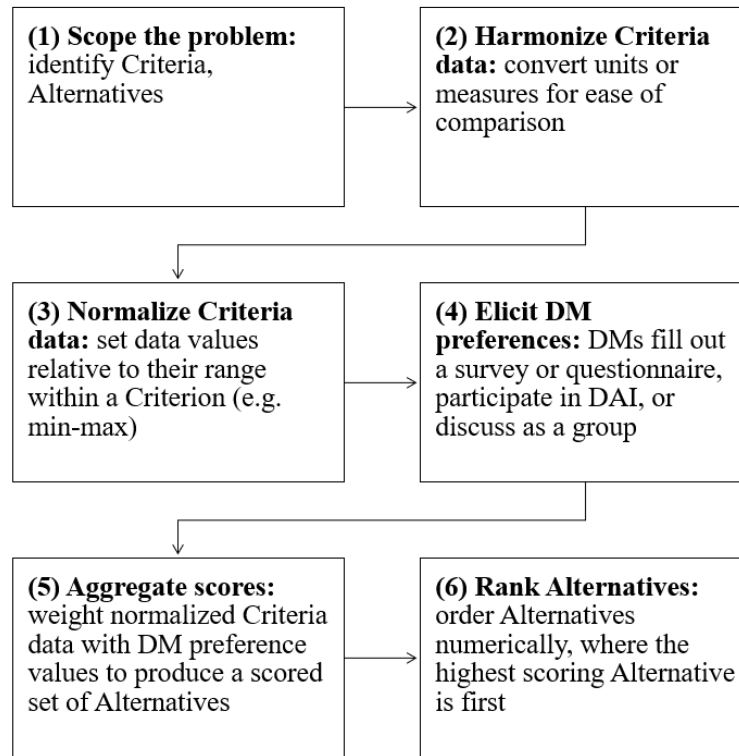 (1) Scope the problem:
identify Criteria,
Alternatives
(2) Harmonize Criteria
data: convert units or
measures for ease of
comparison
(3) Normalize Criteria
data: set data values
relative to their range
within a Criterion (e.g.
min-max)
(4) Elicit DM
preferences: DMs fill out
a survey or questionnaire,
participate in DAI, or
discuss as a group
(5) Aggregate scores:
weight normalized Criteria
data with DM preference
values to produce a scored
set of Alternatives
(6) Rank Alternatives:
order Alternatives
numerically, where the
highest scoring Alternative
is first